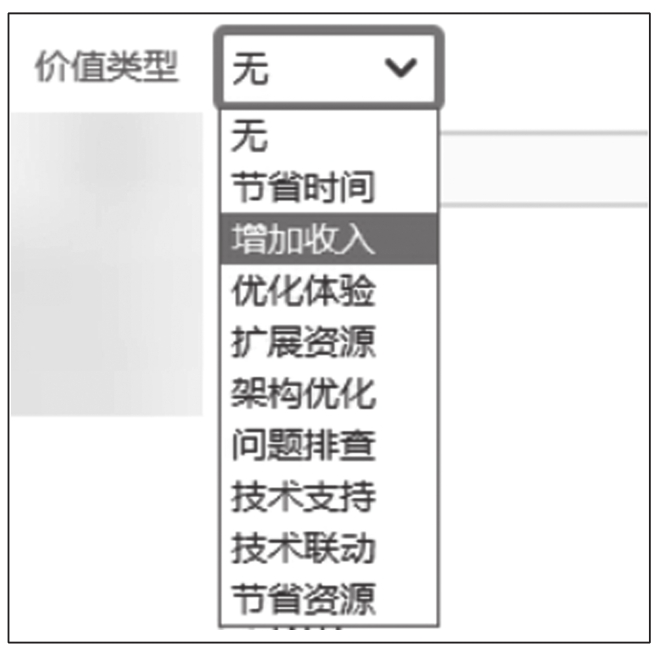 价值类型 无
无
节省时间
增加收入
优化体验
扩展资源
架构优化
问题排查
技术支持
技术联动
节省资源